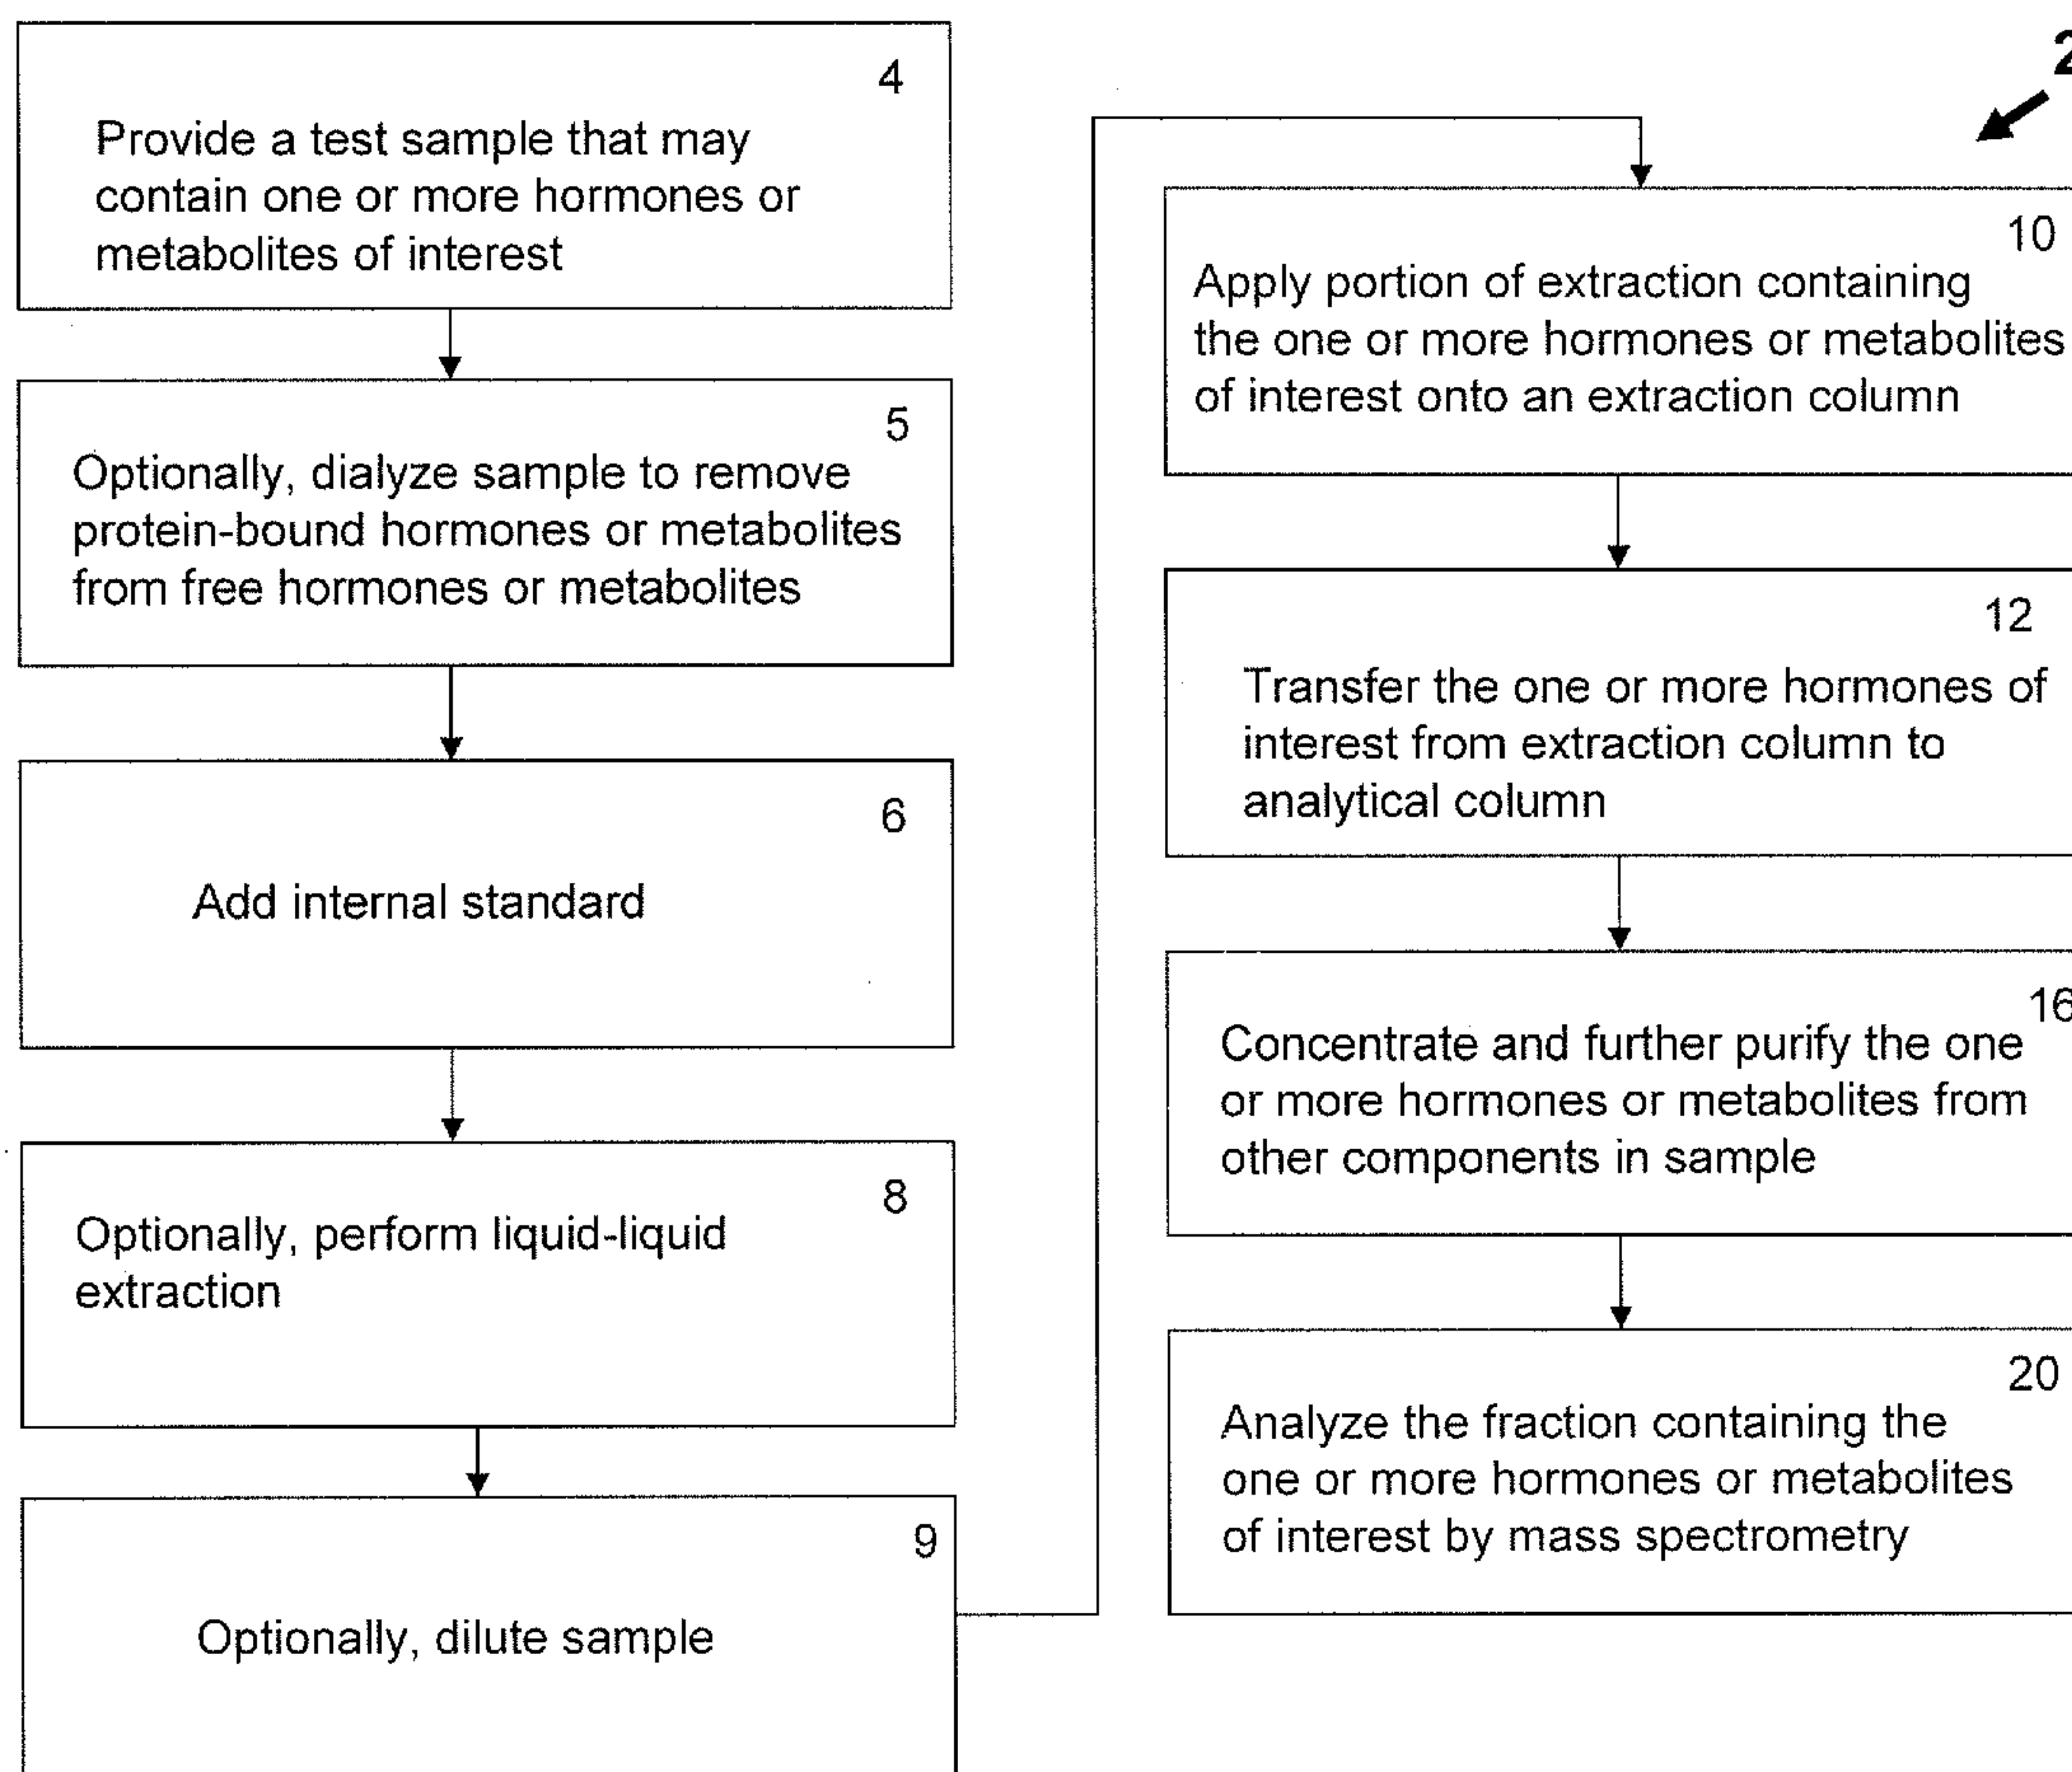 4
Provide a test sample that may
contain one or more hormones or
metabolites of interest
5
Optionally, dialyze sample to remove
protein-bound hormones or metabolites
from free hormones or metabolites
6
Add internal standard
8
Optionally, perform liquid-liquid
extraction
9
Optionally, dilute sample
2
10
Apply portion of extraction containing
the one or more hormones or metabolites
of interest onto an extraction column
12
Transfer the one or more hormones of
interest from extraction column to
analytical column
16
Concentrate and further purify the one
or more hormones or metabolites from
other components in sample
20
Analyze the fraction containing the
one or more hormones or metabolites
of interest by mass spectrometry